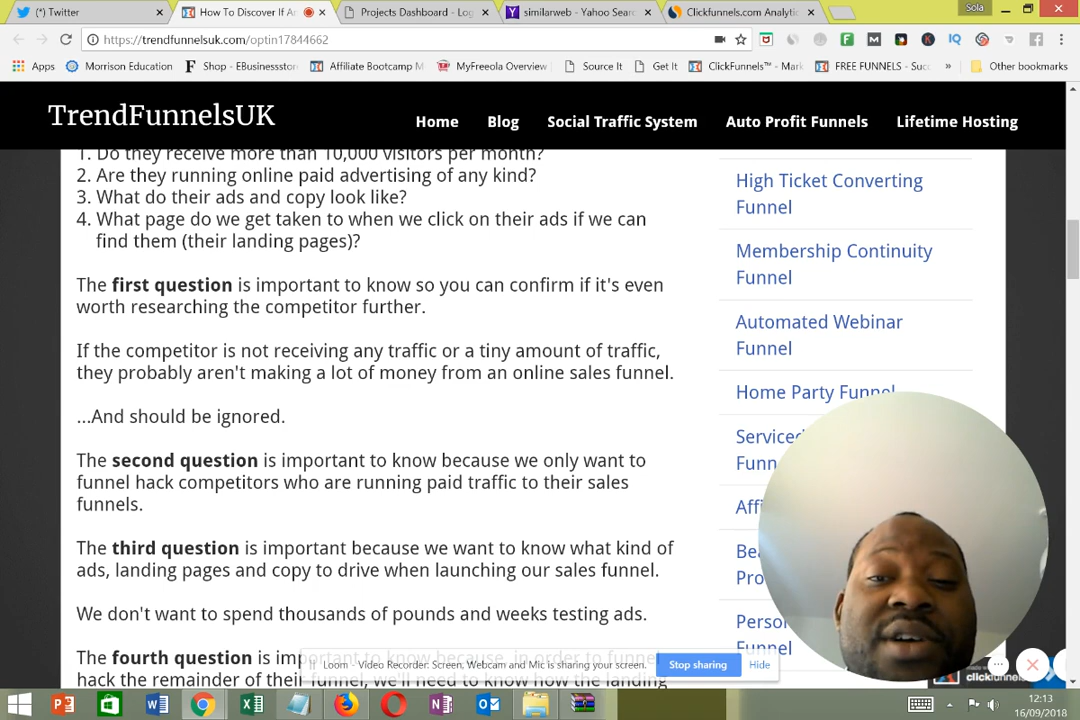 (*) Twitter
How To Discover If A
Projects Dashboard - Log
similarweb - Yahoo Sear
Clickfunnels.com Analytic
Sola
https://trendfunnelsuk.com/optin17844662
Apps
Morrison Education
Shop - EBusinessstore
Affiliate Bootcamp M
MyFreeola Overview
Source It
Get It
ClickFunnels™ - Mark
FREE FUNNELS - Suc
»
Other bookmarks
TrendFunnelsUK
Home
Blog
Social Traffic System
Auto Profit Funnels
Lifetime Hosting
1. Do they receive more than 10,000 visitors per month?
2. Are they running online paid advertising of any kind?
3. What do their ads and copy look like?
4. What page do we get taken to when we click on their ads if we can
find them (their landing pages)?
The first question is important to know so you can confirm if it's even
worth researching the competitor further.
If the competitor is not receiving any traffic or a tiny amount of traffic,
they probably aren't making a lot of money from an online sales funnel.
...And should be ignored.
The second question is important to know because we only want to
funnel hack competitors who are running paid traffic to their sales
funnels.
The third question is important because we want to know what kind of
ads, landing pages and copy to drive when launching our sales funnel.
We don't want to spend thousands of pounds and weeks testing ads.
The fourth question is important to know because, in order to funnel
hack the remainder of their funnel, we'll need to know how the landing
High Ticket Converting
Funnel
Membership Continuity
Funnel
Automated Webinar
Funnel
Home Party Funnel
Service
Funn
Affi
Bea
Pro
Person
Funnel
Loom - Video Recorder: Screen, Webcam and Mic is sharing your screen.
Stop sharing
Hide
clickfunnels
12:13
16/09/2018